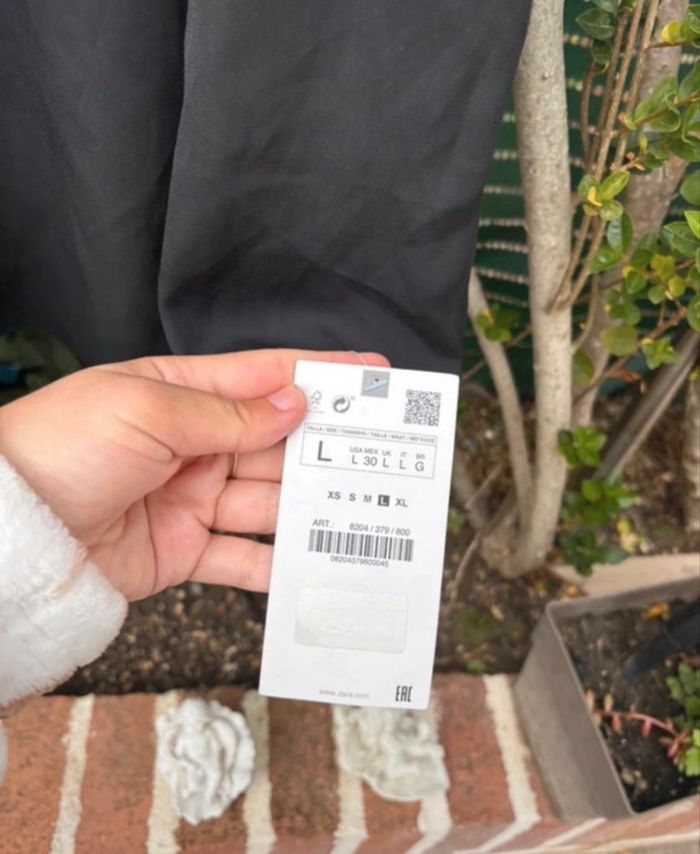 TALLA / SIZE / TAMANHO / TAILLE / MAAT /
L
USA MEX UK IT BR
L 30 L L G
XS S M L XL
ART.: 8204 / 379 / 800
08204379800045
www.zara.com
EAC